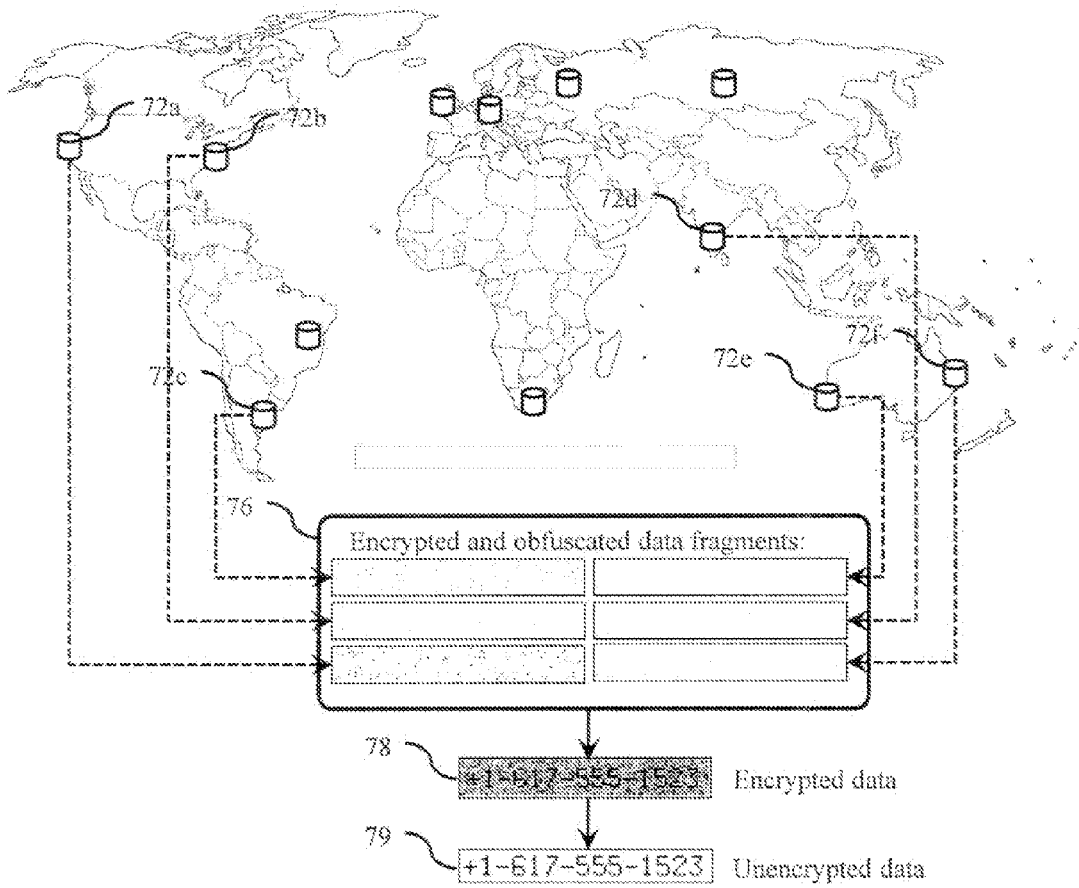 72a
72b
72d
72f
72e
72c
76
Encrypted and obfuscated data fragments:
78
+1-617-555-1523
Encrypted data
79
+1-617-555-1523
Unencrypted data